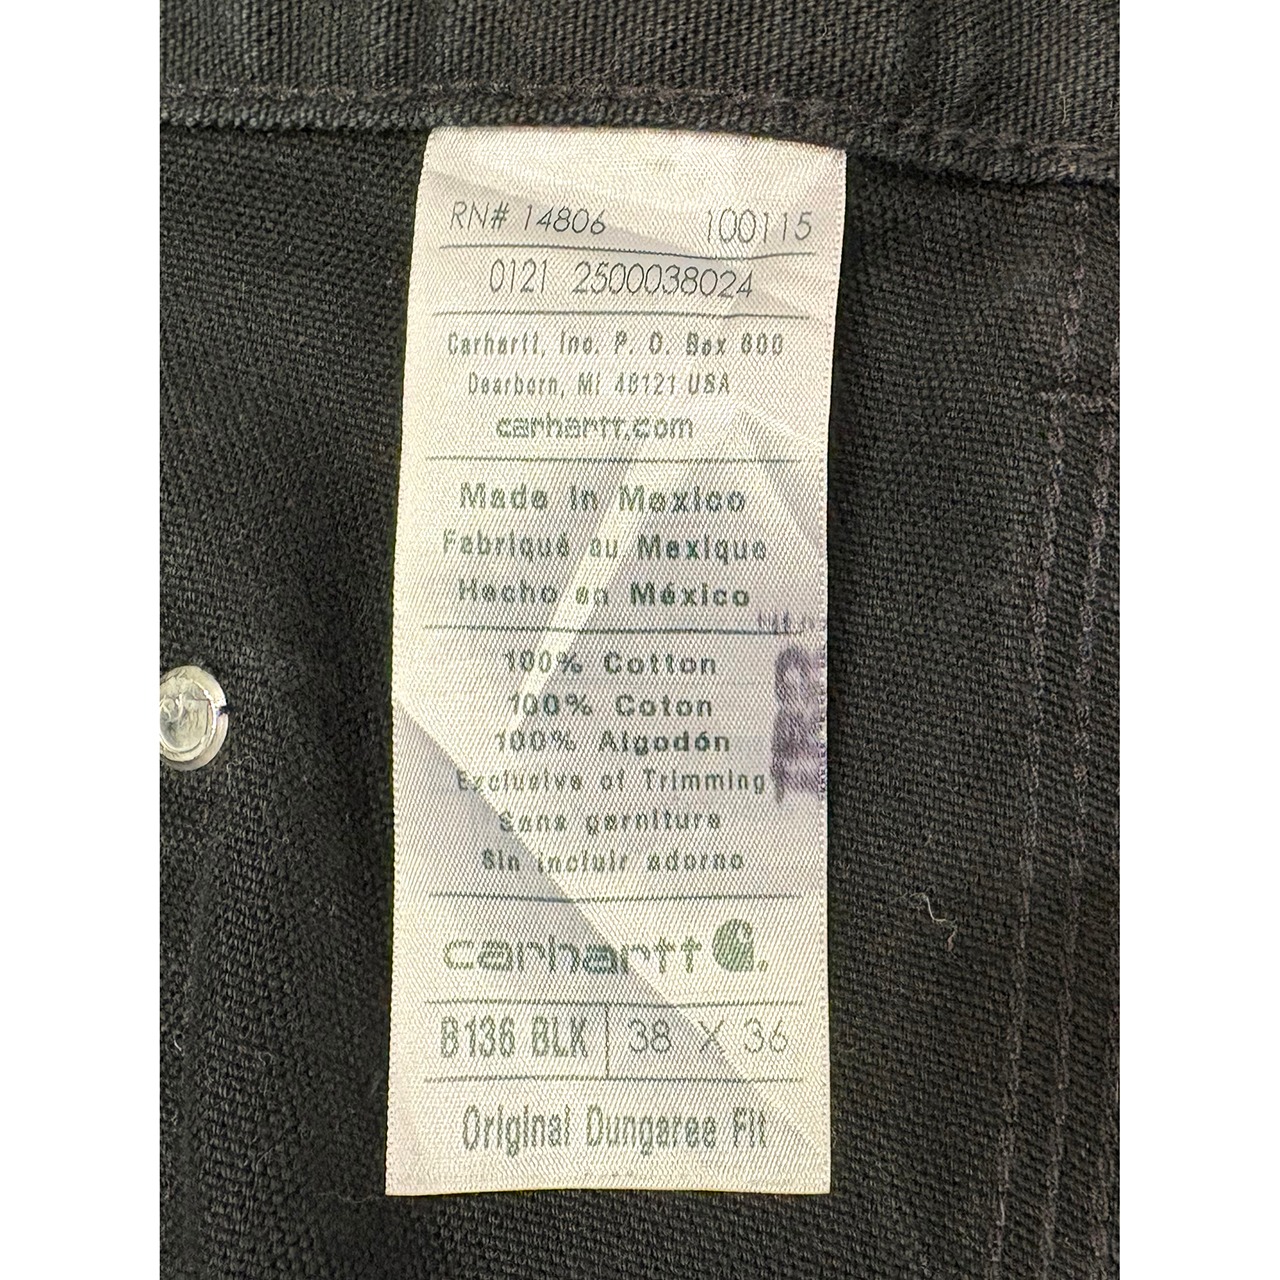 RN# 14806 100115
0121 2500038024
Carhartt, Inc. P. O. Box 600
Dearborn, MI 48121 USA
carhartt.com
Made in Mexico
Fabriqué au Mexique
Hecho en México
100% Cotton
100% Coton
100% Algodón
Exclusive of Trimming
Sans garniture
Sin incluir adorno
carhartt
B136 BLK 38 X 36
Original Dungaree Fit